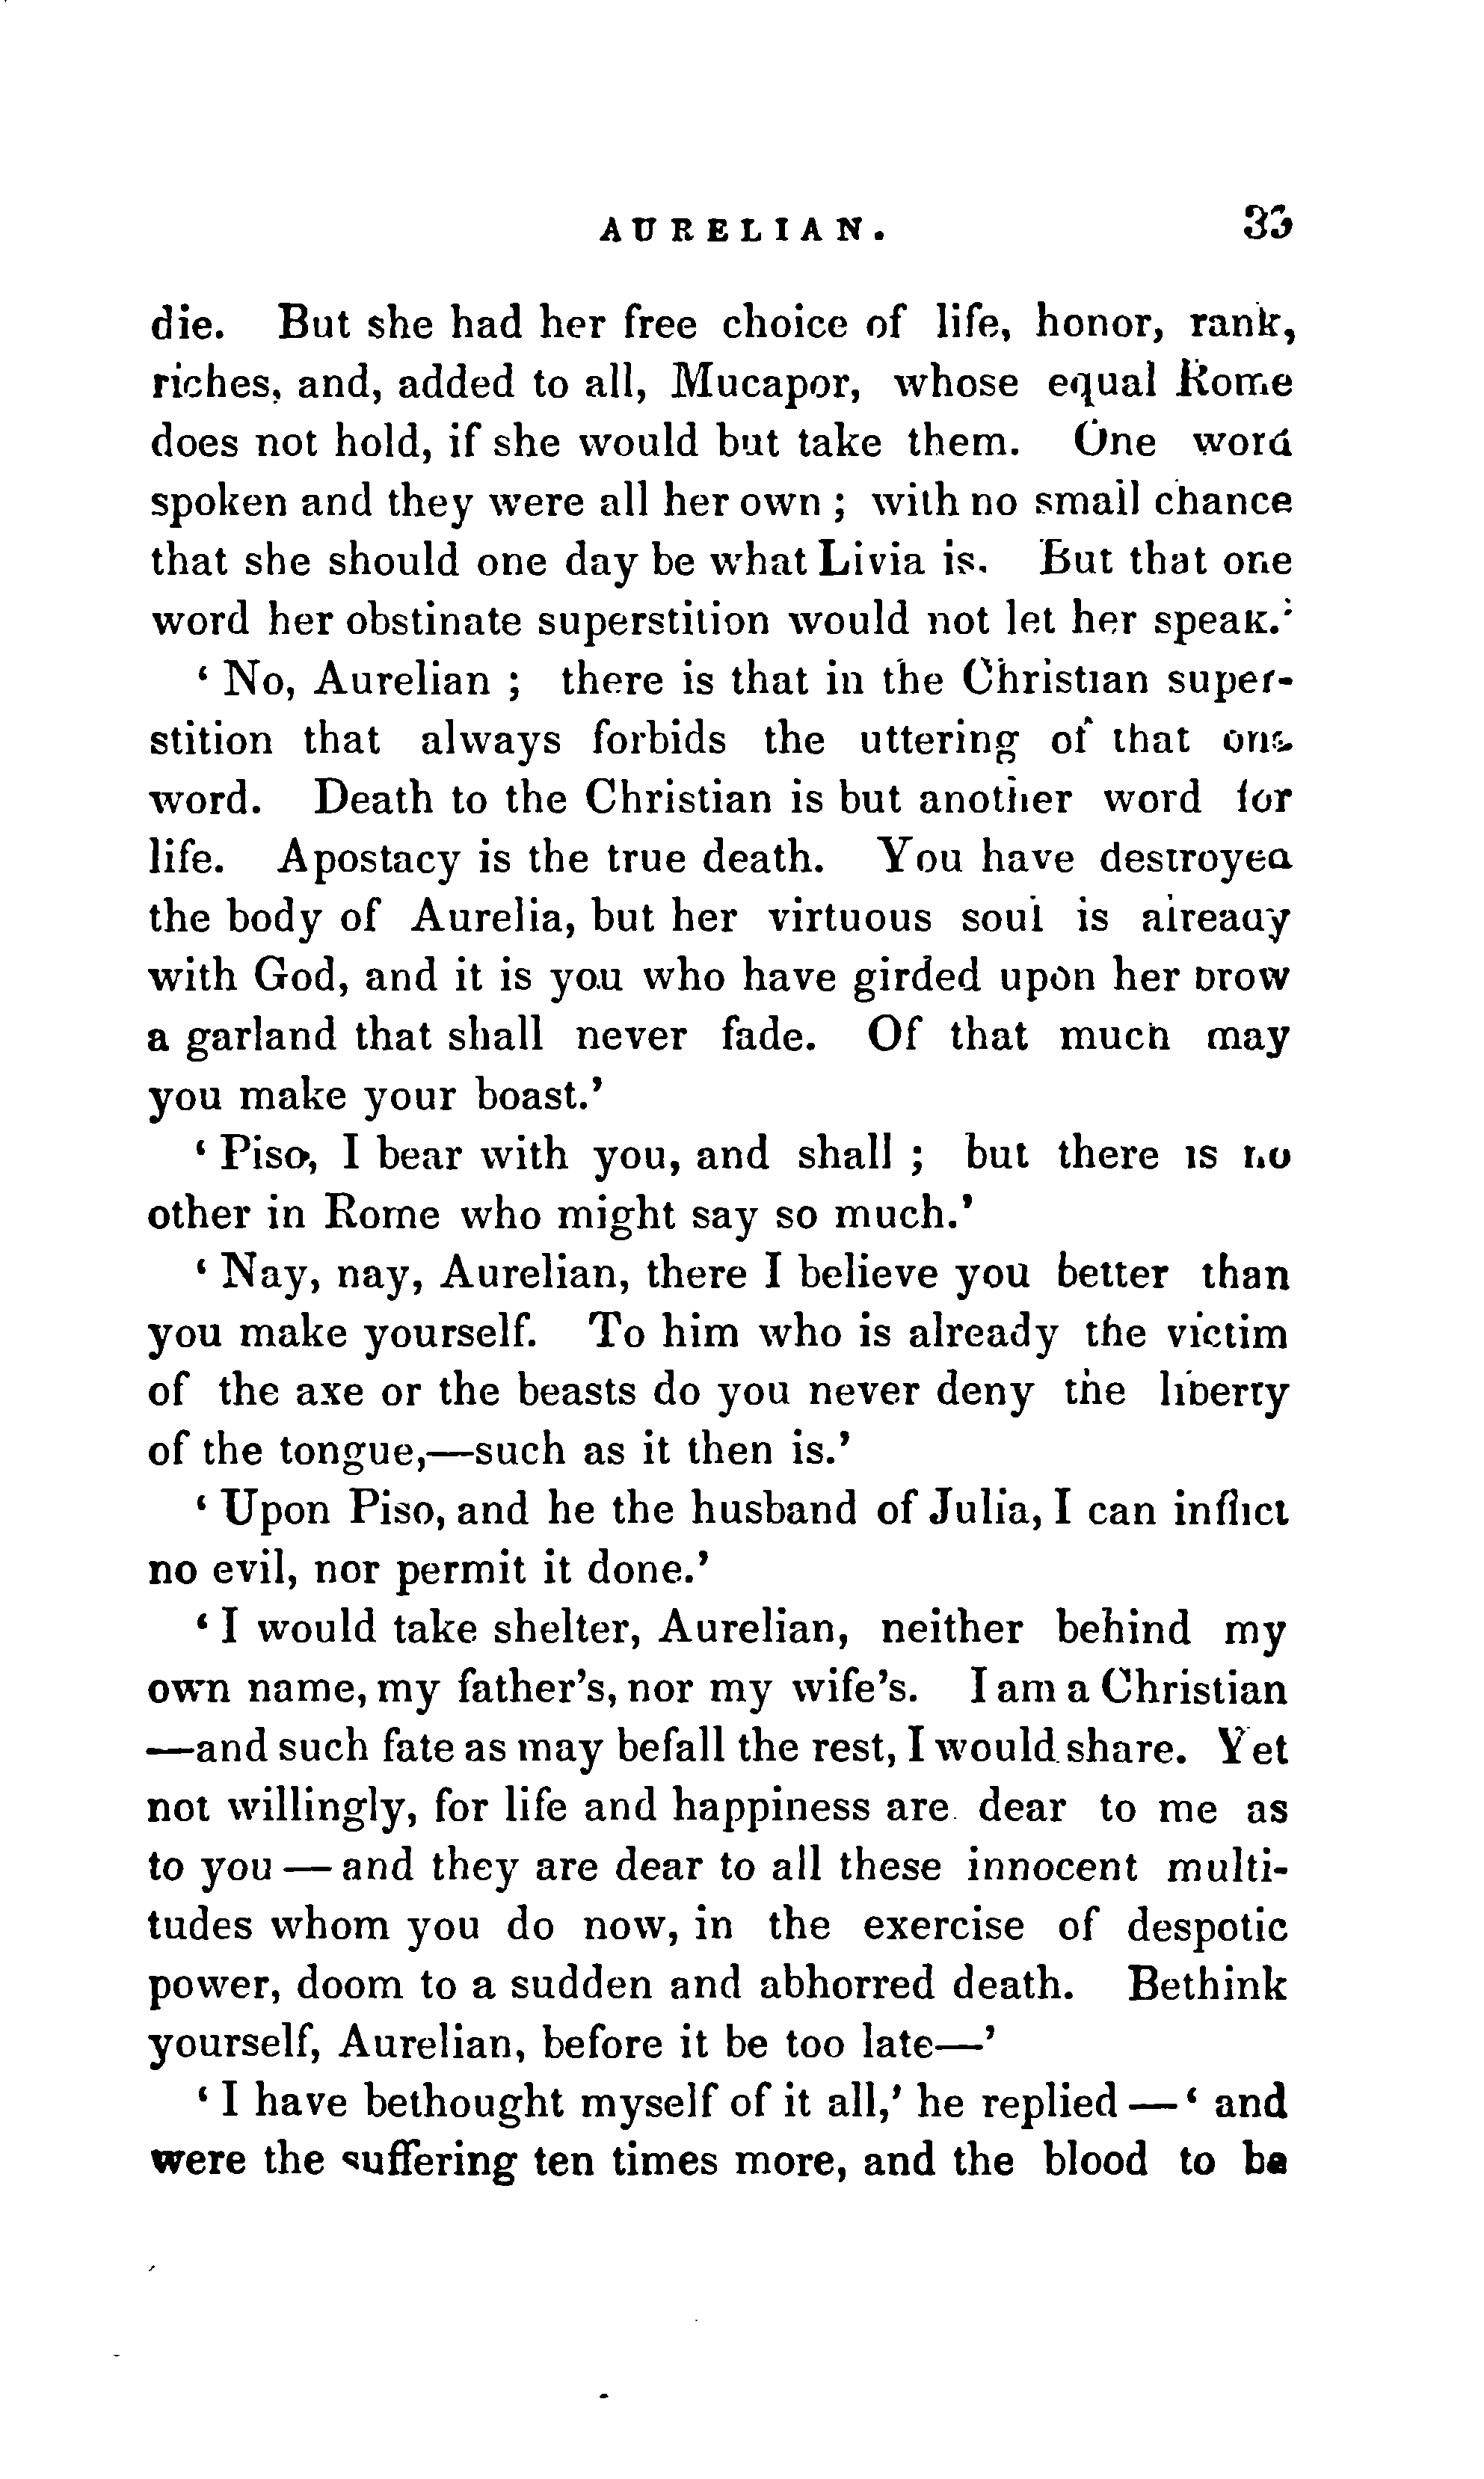 AURELIAN. 33
die. But she had her free choice of life, honor, rank,
riches, and, added to all, Mucapor, whose equal Rome
does not hold, if she would but take them. One word
spoken and they were all her own ; with no small chance
that she should one day be what Livia is. But that one
word her obstinate superstition would not let her speak.'
‘ No, Aurelian ; there is that in the Christian super-
stition that always forbids the uttering of that one
word. Death to the Christian is but another word for
life. Apostacy is the true death. You have destroyed
the body of Aurelia, but her virtuous soul is already
with God, and it is you who have girded upon her brow
a garland that shall never fade. Of that much may
you make your boast.’
‘ Piso, I bear with you, and shall ; but there is no
other in Rome who might say so much.’
‘ Nay, nay, Aurelian, there I believe you better than
you make yourself. To him who is already the victim
of the axe or the beasts do you never deny the liberty
of the tongue,—such as it then is.’
‘ Upon Piso, and he the husband of Julia, I can inflict
no evil, nor permit it done.’
‘ I would take shelter, Aurelian, neither behind my
own name, my father's, nor my wife's. I am a Christian
—and such fate as may befall the rest, I would share. Yet
not willingly, for life and happiness are dear to me as
to you — and they are dear to all these innocent multi-
tudes whom you do now, in the exercise of despotic
power, doom to a sudden and abhorred death. Bethink
yourself, Aurelian, before it be too late—’
‘ I have bethought myself of it all,’ he replied — ‘ and
were the suffering ten times more, and the blood to be